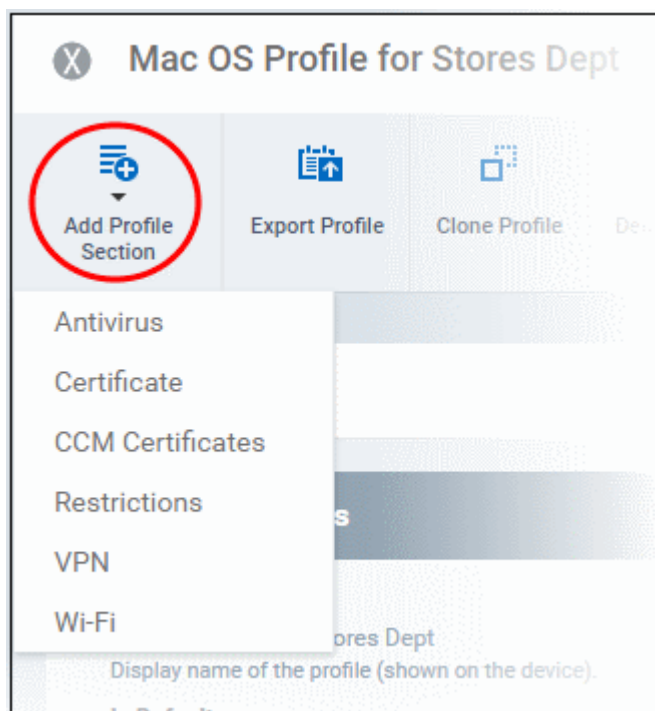 X Mac OS Profile for Stores Dept
Add Profile
Section
Export Profile
Clone Profile
Antivirus
Certificate
CCM Certificates
Restrictions
VPN
Wi-Fi
s
ores Dept
Display name of the profile (shown on the device).